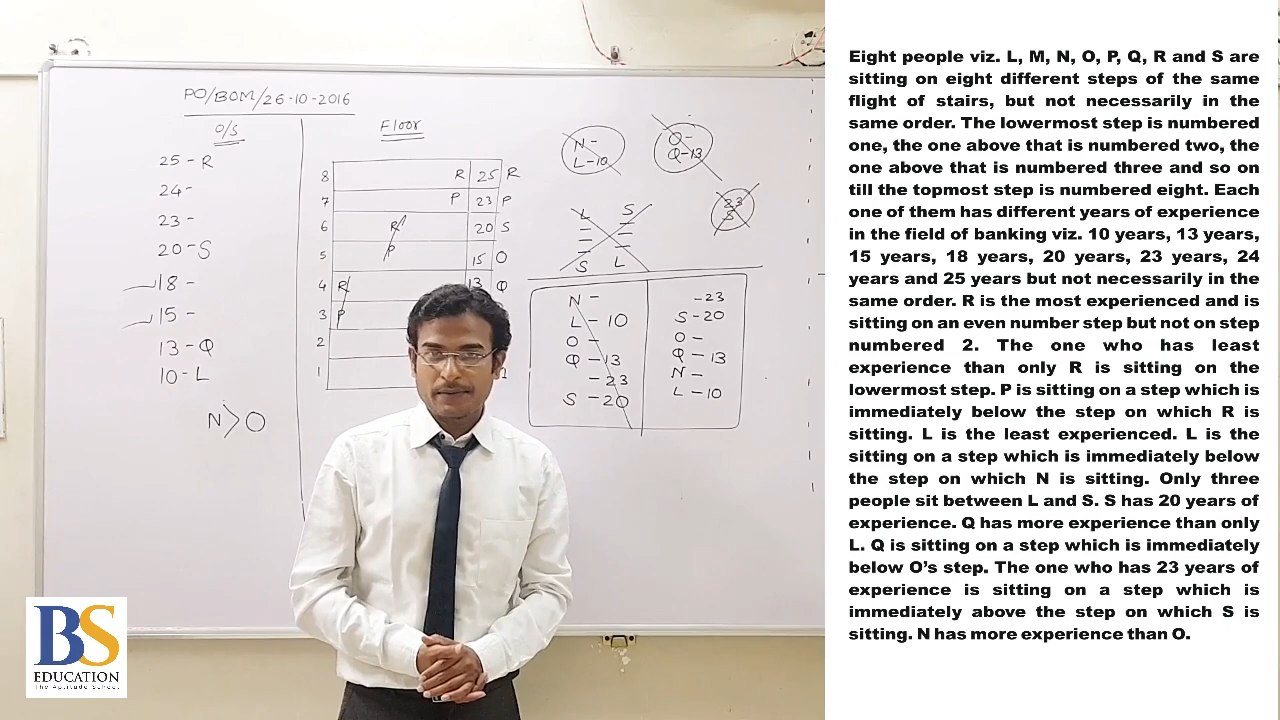 PO/BOM/26-10-2016
O/S
25 - R
24 -
23 -
20 - S
18 -
15 -
13 - Q
10 - L
N > O
Floor
8 R 25 R
7 P 23 P
6 R 20 S
5 P 15 O
4 R 13 Q
3 P
2
1
N -
L - 10
O -
Q - 13
23
S
L S
S L
N -
L - 10
O -
Q - 13
- 23
S - 20
- 23
S - 20
O -
Q - 13
N -
L - 10
BS
EDUCATION
The Aptitude School
Eight people viz. L, M, N, O, P, Q, R and S are
sitting on eight different steps of the same
flight of stairs, but not necessarily in the
same order. The lowermost step is numbered
one, the one above that is numbered two, the
one above that is numbered three and so on
till the topmost step is numbered eight. Each
one of them has different years of experience
in the field of banking viz. 10 years, 13 years,
15 years, 18 years, 20 years, 23 years, 24
years and 25 years but not necessarily in the
same order. R is the most experienced and is
sitting on an even number step but not on step
numbered 2. The one who has least
experience than only R is sitting on the
lowermost step. P is sitting on a step which is
immediately below the step on which R is
sitting. L is the least experienced. L is the
sitting on a step which is immediately below
the step on which N is sitting. Only three
people sit between L and S. S has 20 years of
experience. Q has more experience than only
L. Q is sitting on a step which is immediately
below O's step. The one who has 23 years of
experience is sitting on a step which is
immediately above the step on which S is
sitting. N has more experience than O.